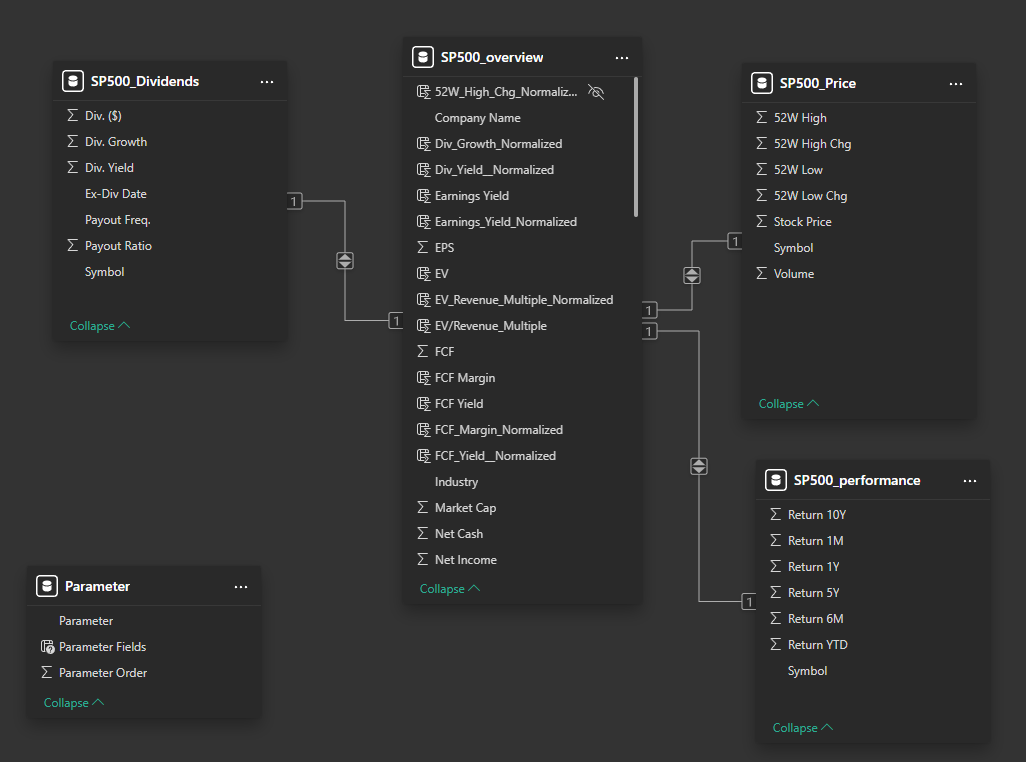 SP500_Dividends
Div. ($)
Div. Growth
Div. Yield
Ex-Div Date
Payout Freq.
Payout Ratio
Symbol
Collapse
1
1
SP500_overview
52W_High_Chg_Normaliz...
Company Name
Div_Growth_Normalized
Div_Yield__Normalized
Earnings Yield
Earnings_Yield_Normalized
EPS
EV
EV_Revenue_Multiple_Normalized
EV/Revenue_Multiple
FCF
FCF Margin
FCF Yield
FCF_Margin_Normalized
FCF_Yield__Normalized
Industry
Market Cap
Net Cash
Net Income
Collapse
1
1
1
1
SP500_Price
52W High
52W High Chg
52W Low
52W Low Chg
Stock Price
Symbol
Volume
Collapse
SP500_performance
Return 10Y
Return 1M
Return 1Y
Return 5Y
Return 6M
Return YTD
Symbol
Collapse
Parameter
Parameter
Parameter Fields
Parameter Order
Collapse